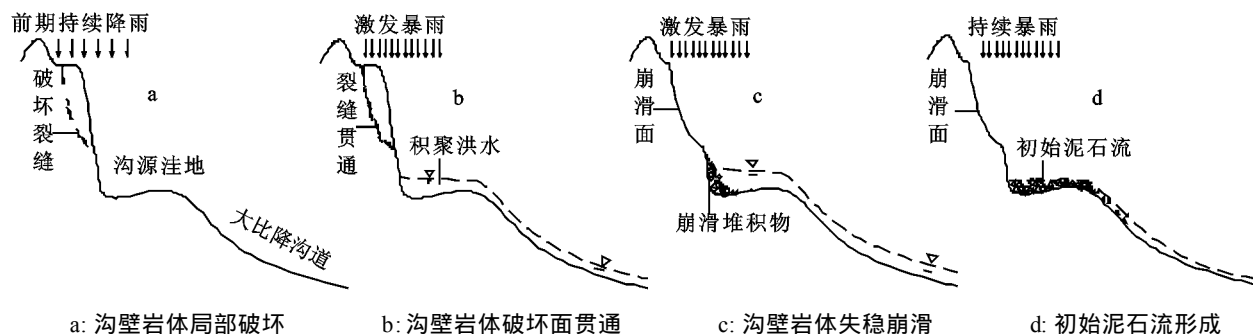 前期持续降雨
破坏裂缝
a
沟源洼地
大比降沟道
激发暴雨
裂缝贯通
b
积聚洪水
激发暴雨
崩滑面
c
崩滑堆积物
持续暴雨
崩滑面
d
初始泥石流
a: 沟壁岩体局部破坏
b: 沟壁岩体破坏面贯通
c: 沟壁岩体失稳崩滑
d: 初始泥石流形成